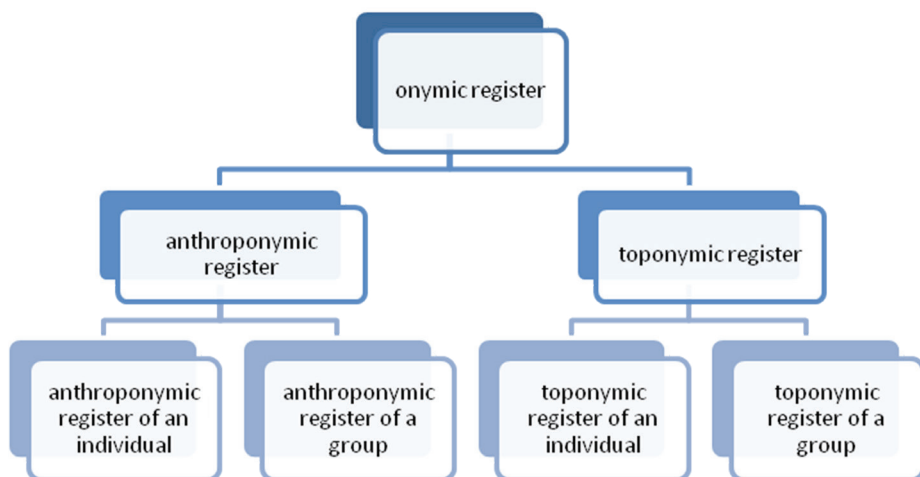 onymic register
anthroponymic
register
toponymic register
anthroponymic
register of an
individual
anthroponymic
register of a
group
toponymic
register of an
individual
toponymic
register of a
group